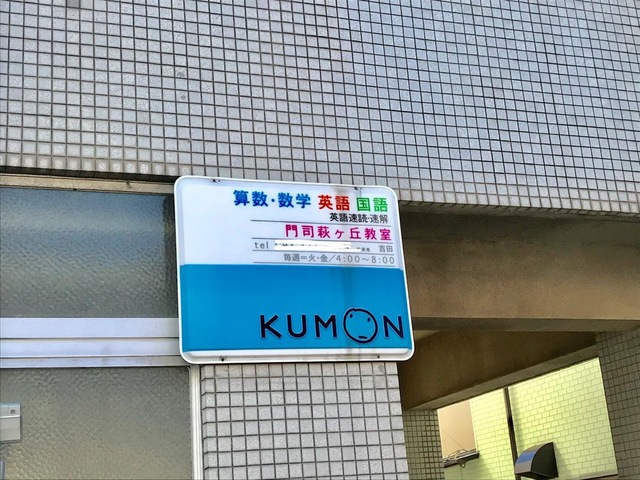 算数・数学 英語 国語
英語速読・速解
門司萩ヶ丘教室
tel 吉田
毎週＝火・金／4:00〜8:00
KUMON